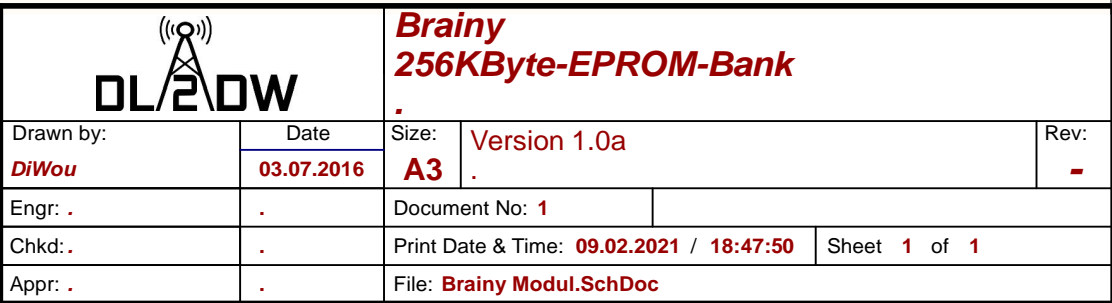 DL2DW
Brainy
256KByte-EPROM-Bank
.
Drawn by:
DiWou
Date
03.07.2016
Size:
A3
Version 1.0a
.
Rev:
-
Engr: .
.
Document No: 1
Chkd: .
.
Print Date & Time: 09.02.2021 / 18:47:50
Sheet 1 of 1
Appr: .
.
File: Brainy Modul.SchDoc